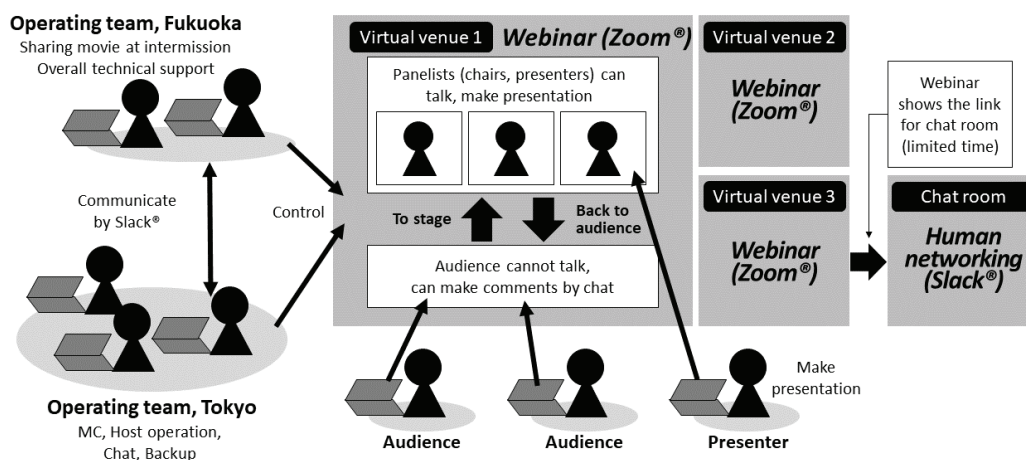 Operating team, Fukuoka
Sharing movie at intermission
Overall technical support
Communicate
by Slack®
Operating team, Tokyo
MC, Host operation,
Chat, Backup
Control
Virtual venue 1
Webinar (Zoom®)
Panelists (chairs, presenters) can
talk, make presentation
To stage
Back to
audience
Audience cannot talk,
can make comments by chat
Audience
Audience
Presenter
Make
presentation
Virtual venue 2
Webinar
(Zoom®)
Virtual venue 3
Webinar
(Zoom®)
Webinar
shows the link
for chat room
(limited time)
Chat room
Human
networking
(Slack®)